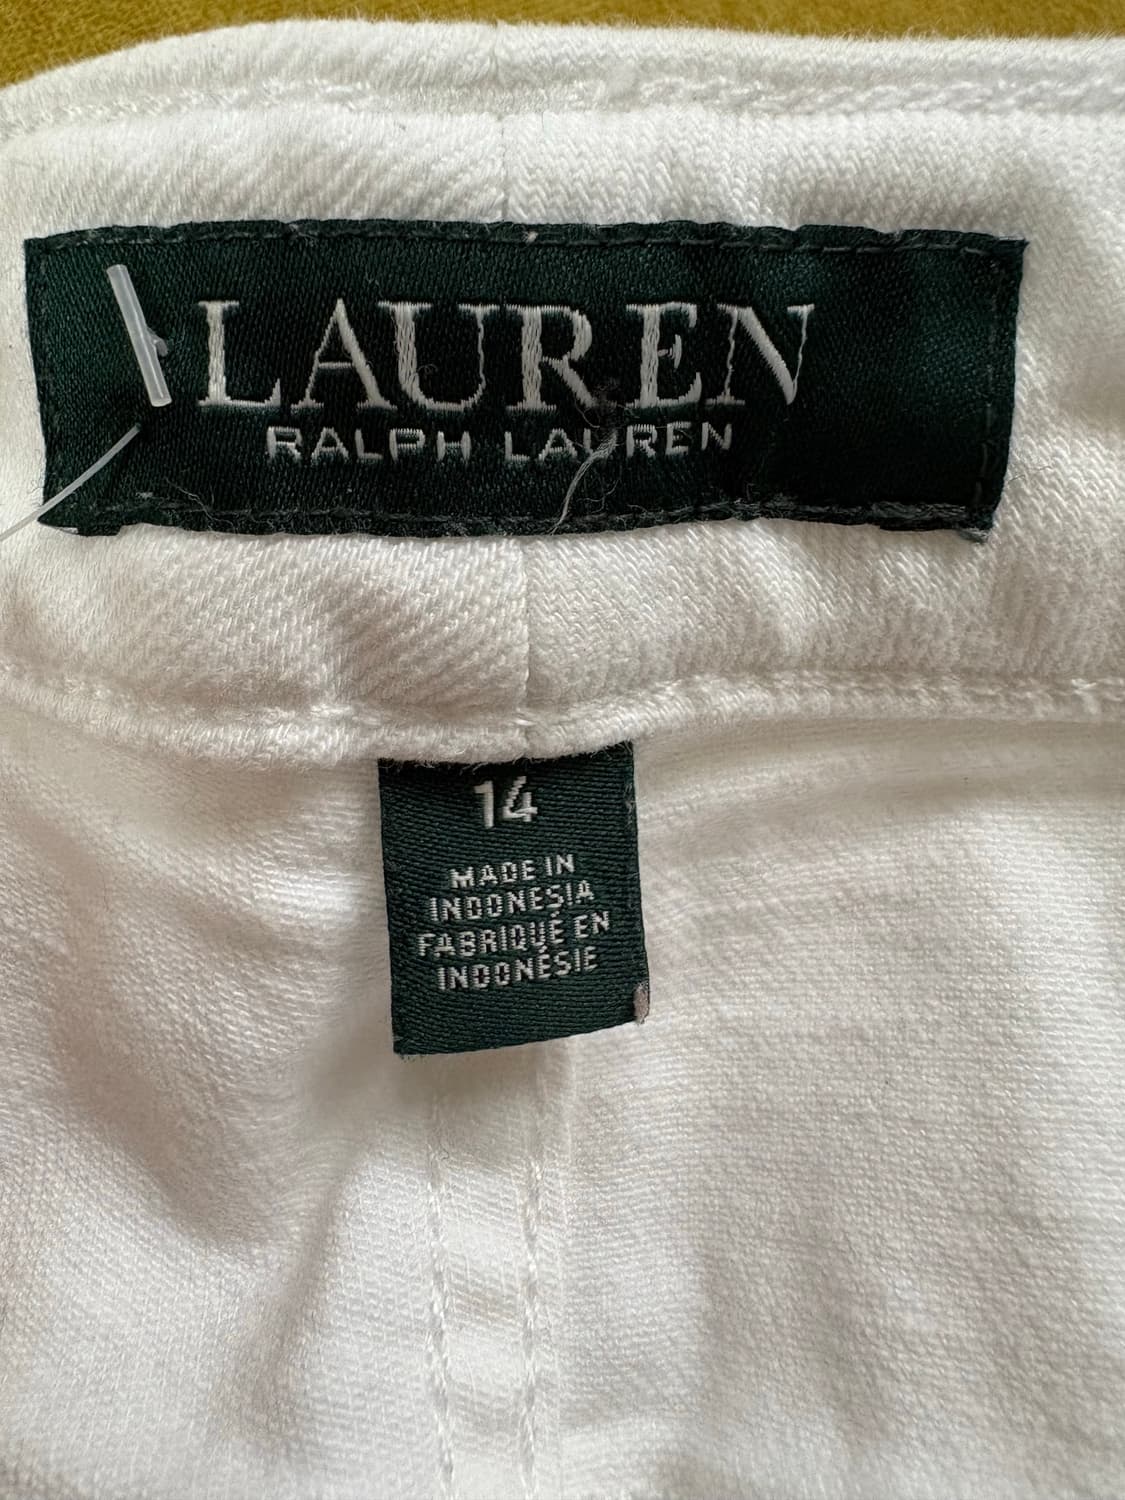 LAUREN
RALPH LAUREN
14
MADE IN
INDONESIA
FABRIQUÉ EN
INDONÉSIE